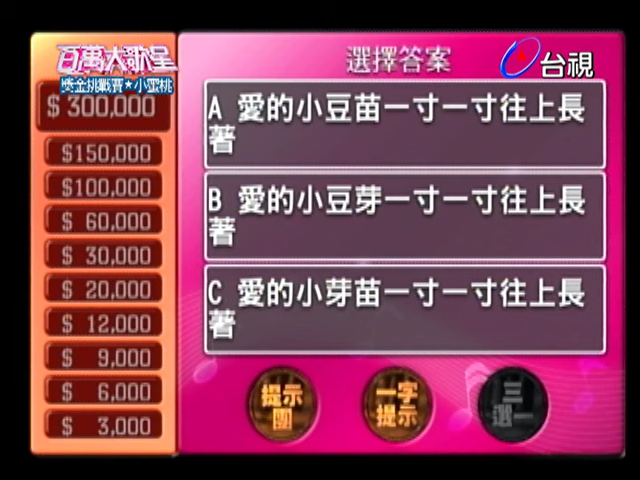 百萬大歌星
獎金挑戰賽★小蜜桃
選擇答案
台視
$ 300,000
$150,000
$100,000
$ 60,000
$ 30,000
$ 20,000
$ 12,000
$ 9,000
$ 6,000
$ 3,000
A 愛的小豆苗一寸一寸往上長
著
B 愛的小豆芽一寸一寸往上長
著
C 愛的小芽苗一寸一寸往上長
著
提示
團
一字
提示
三
選一